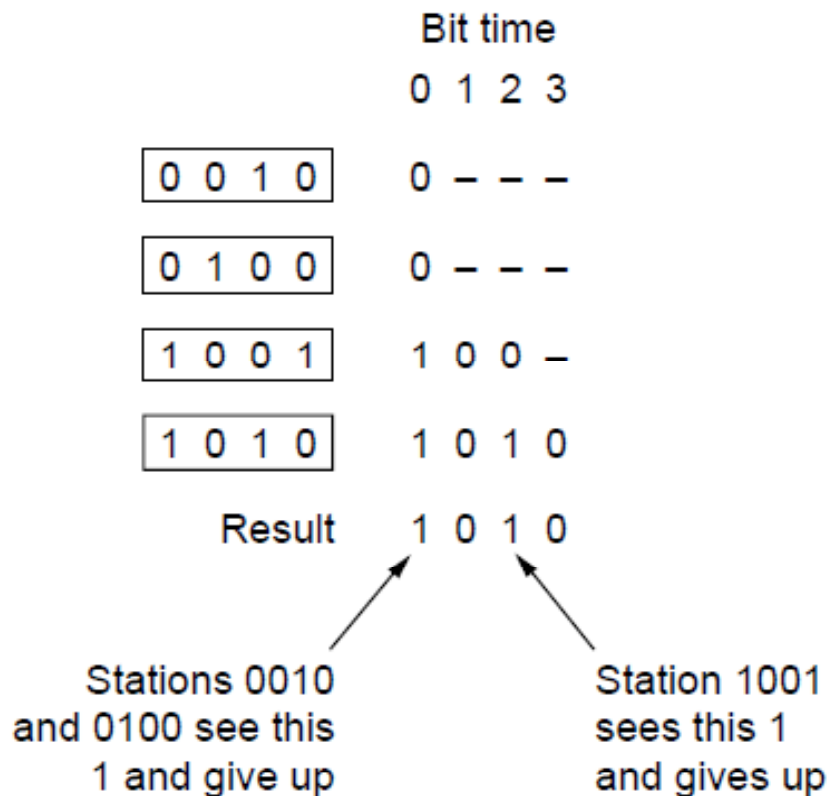 Bit time
0 1 2 3
0 0 1 0 0 – – –
0 1 0 0 0 – – –
1 0 0 1 1 0 0 –
1 0 1 0 1 0 1 0
Result 1 0 1 0
Stations 0010
and 0100 see this
1 and give up
Station 1001
sees this 1
and gives up